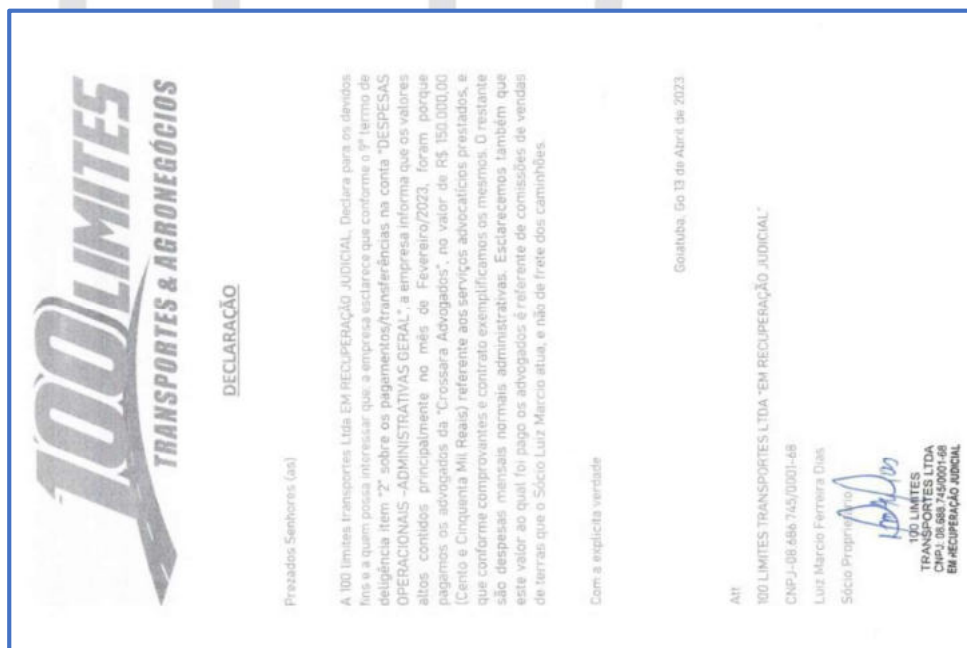 100LIMITES
TRANSPORTES & AGRONEGÓCIOS
DECLARAÇÃO
Prezados Senhores (as)
A 100 limites transportes Ltda EM RECUPERAÇÃO JUDICIAL, Declara para os devidos
fins e a quem possa interessar que: a empresa esclarece que conforme o 9º termo de
deligência item "2" sobre os pagamentos/transferências na conta "DESPESAS
OPERACIONAIS -ADMINISTRATIVAS GERAL", a empresa informa que os valores
altos contidos principalmente no mês de Fevereiro/2023, foram porque
pagamos os advogados da "Crossara Advogados", no valor de R$ 150.000,00
(Cento e Cinquenta Mil Reais) referente aos serviços advocatícios prestados, e
que conforme comprovantes e contrato exemplificamos os mesmos. O restante
são despesas mensais normais administrativas. Esclarecemos também que
este valor ao qual foi pago os advogados é referente de comissões de vendas
de terras que o Sócio Luiz Marcio atua, e não de frete dos caminhões.
Com a explicita verdade
Goiatuba, Go 13 de Abril de 2023
Att
100 LIMITES TRANSPORTES LTDA "EM RECUPERAÇÃO JUDICIAL"
CNPJ-08.686.745/0001-68
Luiz Marcio Ferreira Dias
Sócio Proprietário
100 LIMITES
TRANSPORTES LTDA
CNPJ: 08.686.745/0001-68
EM RECUPERAÇÃO JUDICIAL